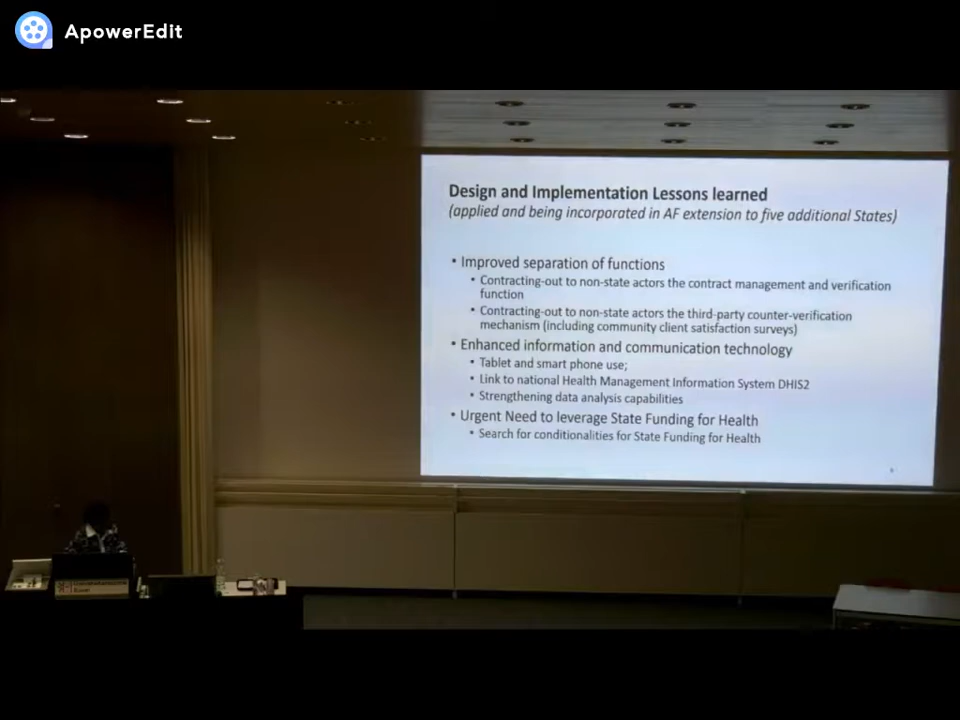 ApowerEdit
Design and Implementation Lessons learned
(applied and being incorporated in AF extension to five additional States)
• Improved separation of functions
• Contracting-out to non-state actors the contract management and verification
function
• Contracting-out to non-state actors the third-party counter-verification
mechanism (including community client satisfaction surveys)
• Enhanced information and communication technology
• Tablet and smart phone use;
• Link to national Health Management Information System DHIS2
• Strengthening data analysis capabilities
• Urgent Need to leverage State Funding for Health
• Search for conditionalities for State Funding for Health